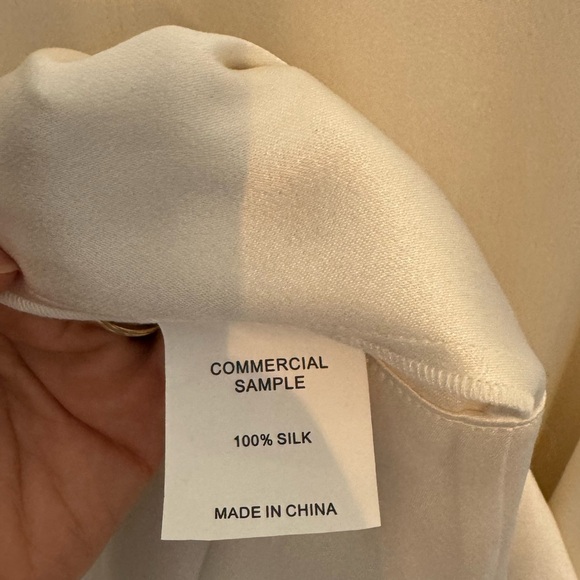 COMMERCIAL
SAMPLE
100% SILK
MADE IN CHINA